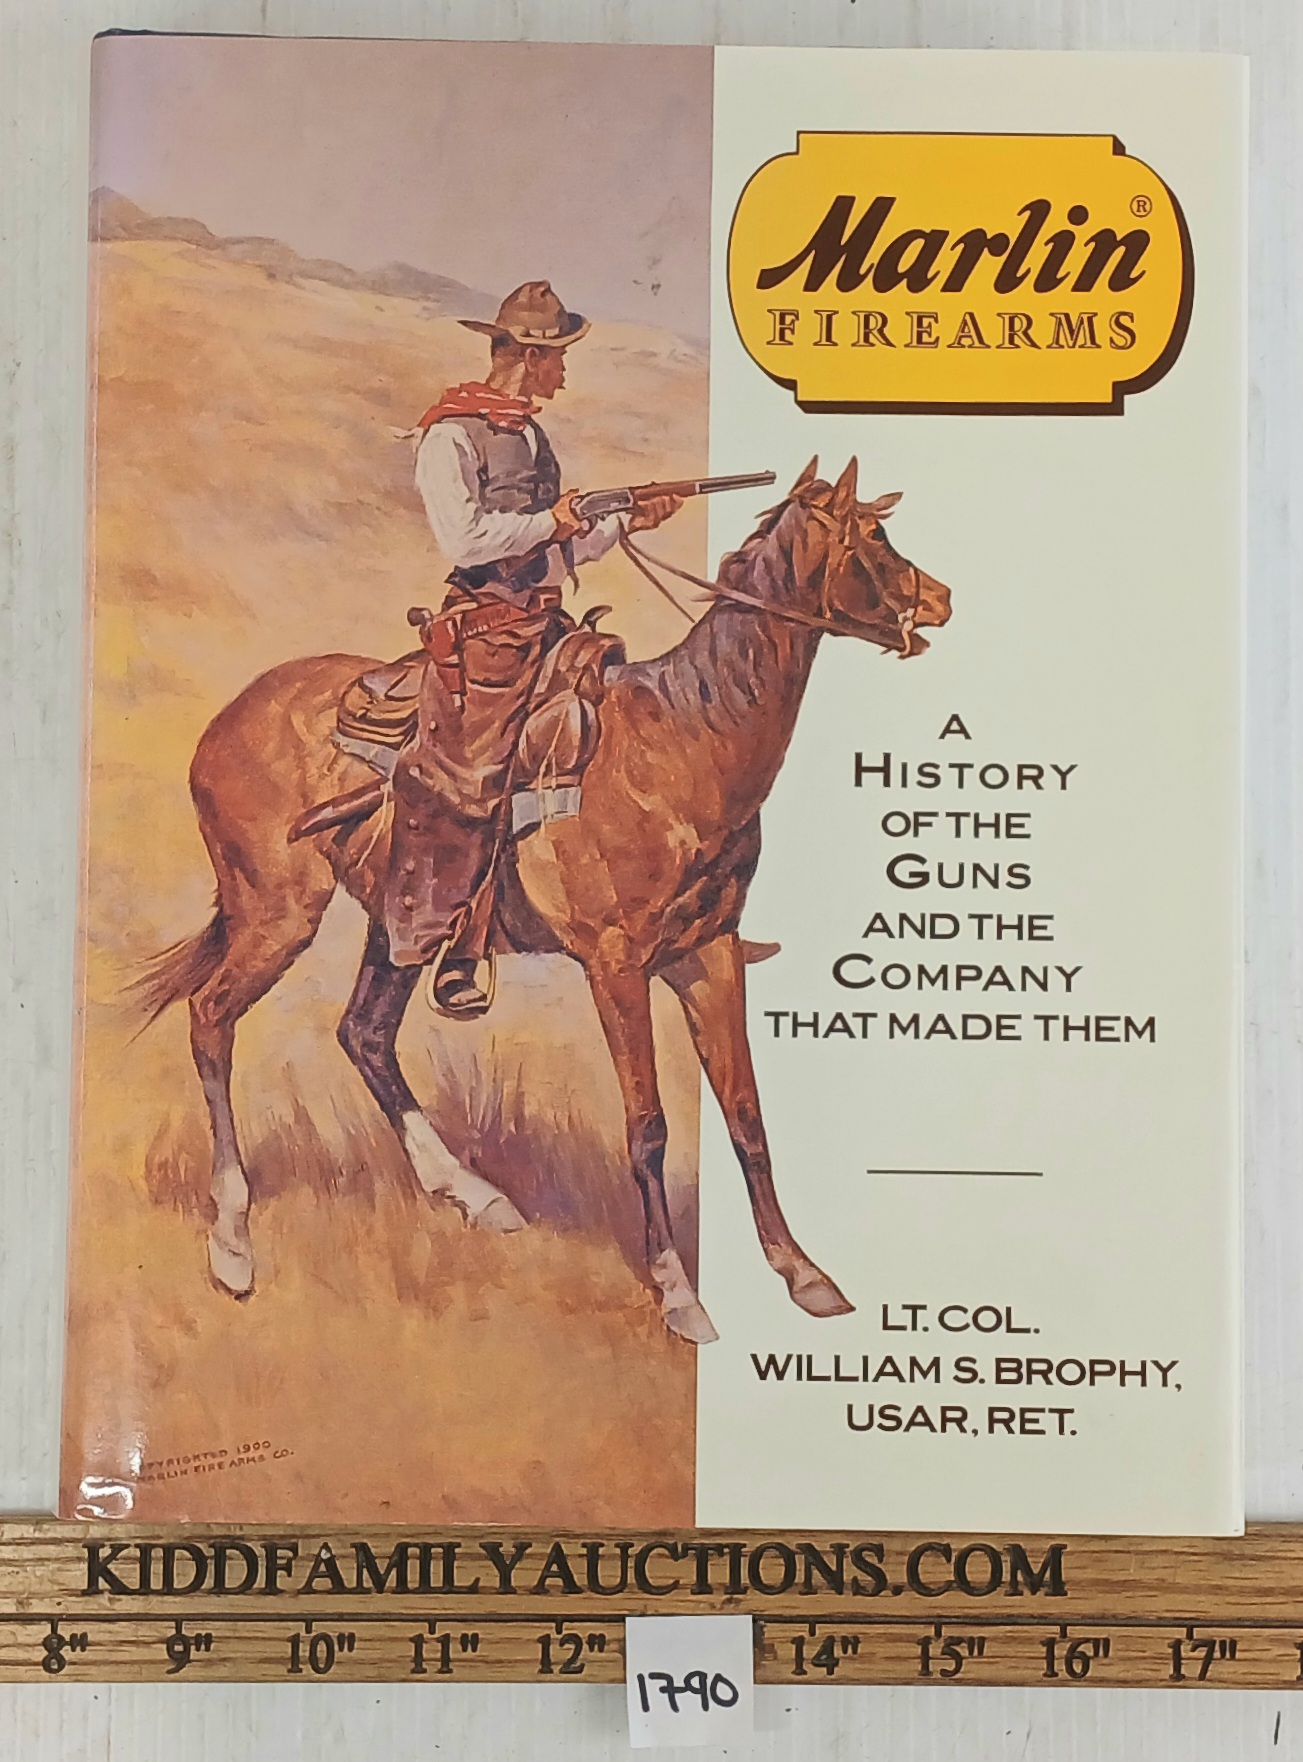 Marlin®
FIREARMS
A
HISTORY
OF THE
GUNS
AND THE
COMPANY
THAT MADE THEM
LT. COL.
WILLIAM S. BROPHY,
USAR, RET.
PYRIGHTED 1900
MARLIN FIRE ARMS CO.
KIDDFAMILYAUCTIONS.COM
8" 9" 10" 11" 12" 14" 15" 16" 17"
1790